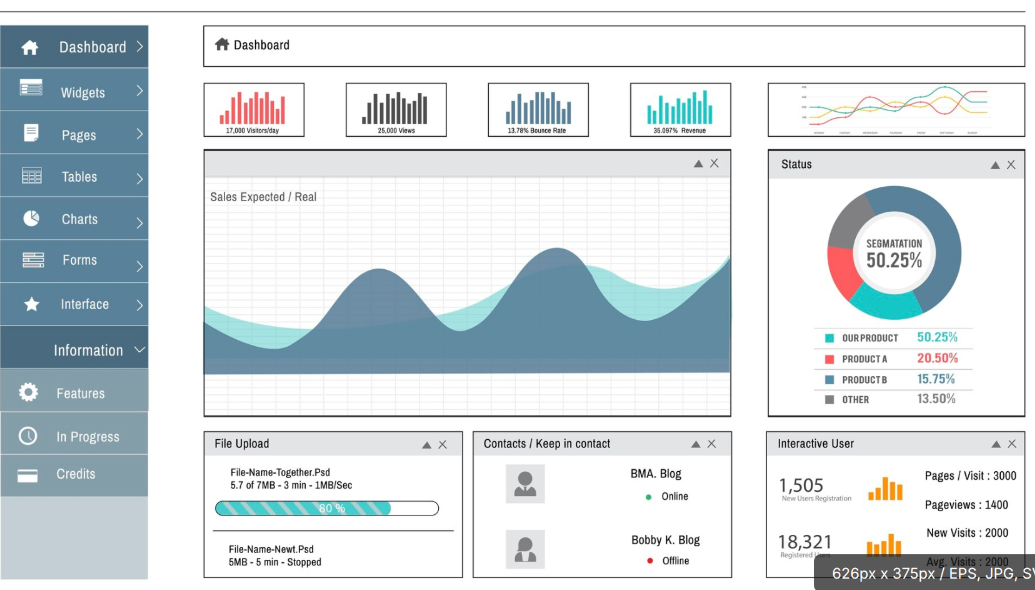 Dashboard
Widgets
Pages
Tables
Charts
Forms
Interface
Information
Features
In Progress
Credits
Dashboard
17,000 Visitors/day
25,000 Views
13.78% Bounce Rate
35.097% Revenue
Sales Expected / Real
Status
SEGMATATION
50.25%
OUR PRODUCT 50.25%
PRODUCT A 20.50%
PRODUCT B 15.75%
OTHER 13.50%
File Upload
File-Name-Together.Psd
5.7 of 7MB - 3 min - 1MB/Sec
80 %
File-Name-Newt.Psd
5MB - 5 min - Stopped
Contacts / Keep in contact
BMA. Blog
Online
Bobby K. Blog
Offline
Interactive User
1,505
New Users Registration
18,321
Registered Users
Pages / Visit : 3000
Pageviews : 1400
New Visits : 2000
Avg. Visits : 2000
626px x 375px / EPS, JPG, SV